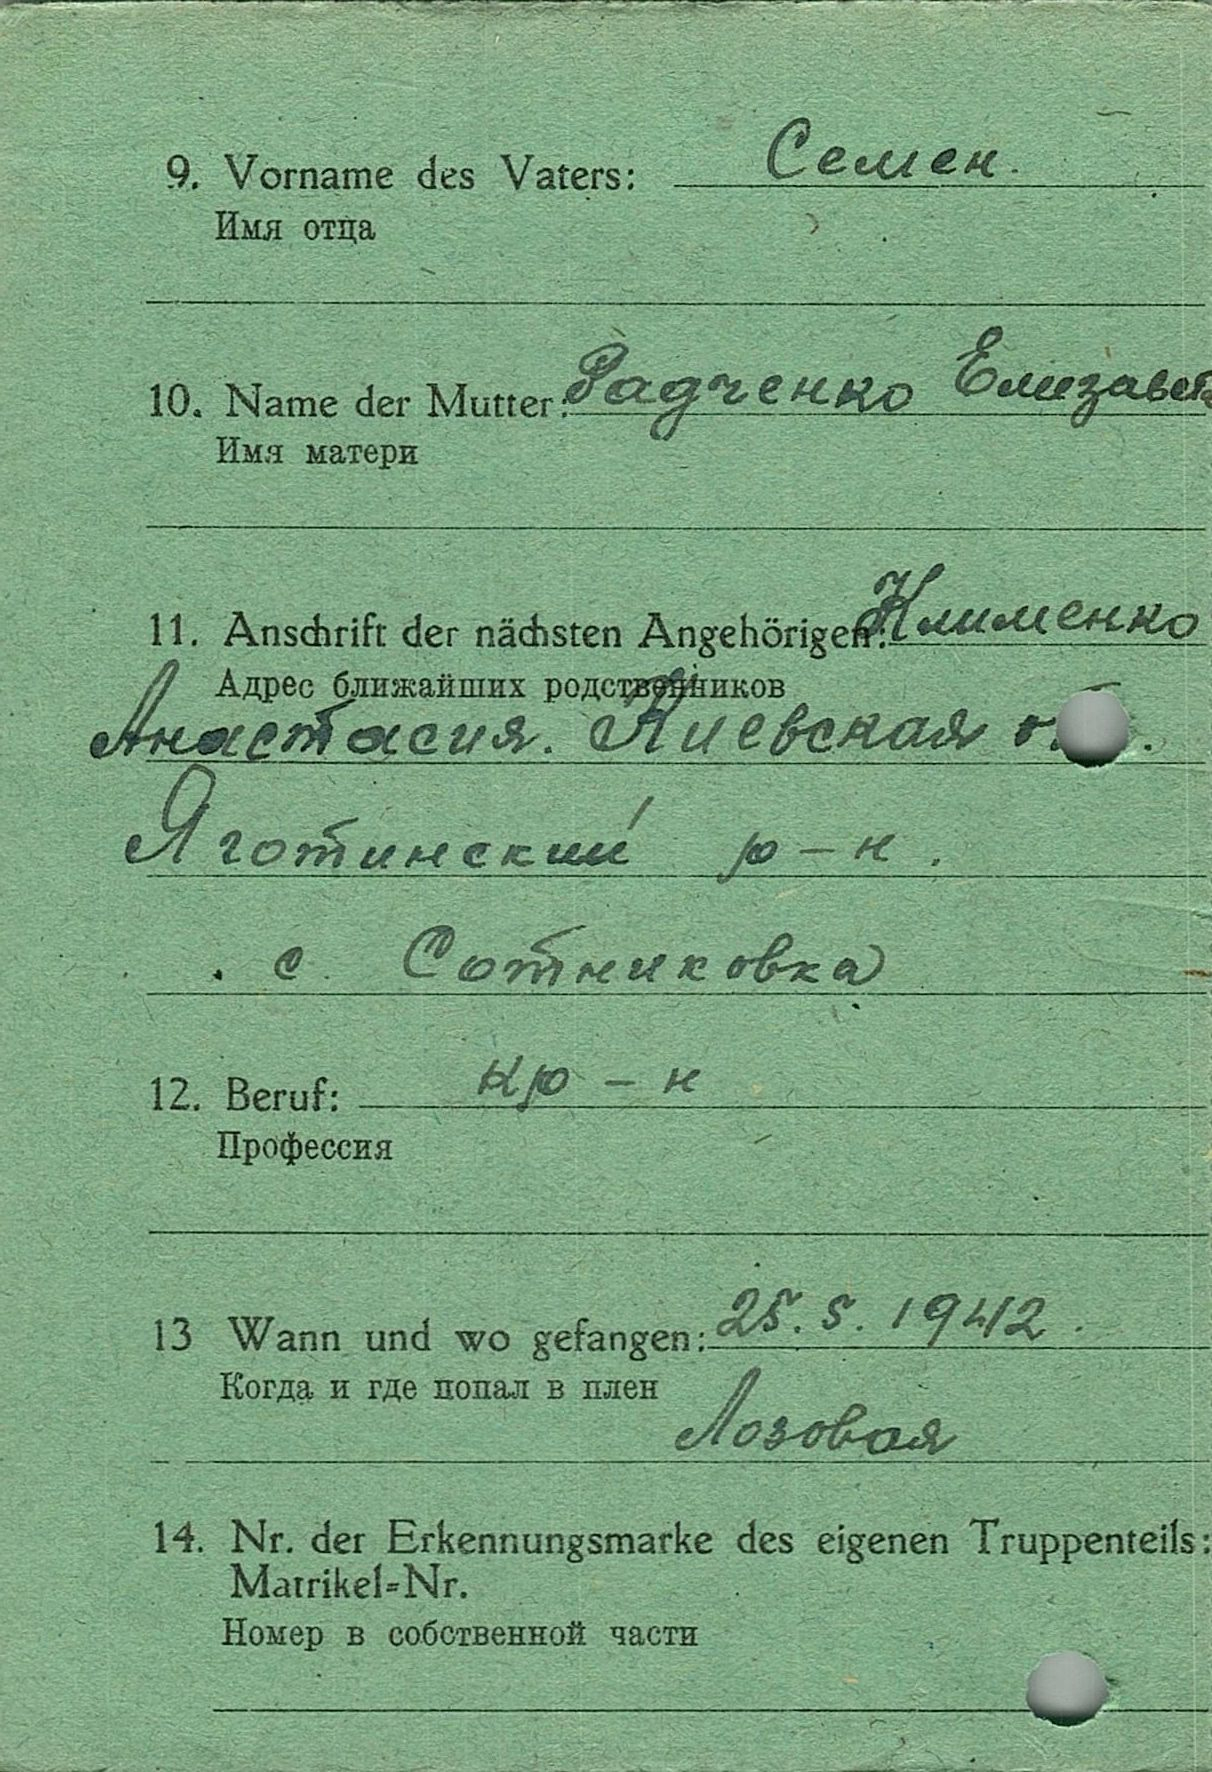 9. Vorname des Vaters: Семен.
Имя отца
10. Name der Mutter: Радченко Елизавет
Имя матери
11. Anschrift der nächsten Angehörigen: Клименко
Адрес ближайших родственников
Анастасия. Киевская
Яготинский р-н.
с. Сотниковка
12. Beruf: кр-н
Профессия
13 Wann und wo gefangen: 25.5.1942.
Когда и где попал в плен
Лозовая
14. Nr. der Erkennungsmarke des eigenen Truppenteils:
Matrikel=Nr.
Номер в собственной части